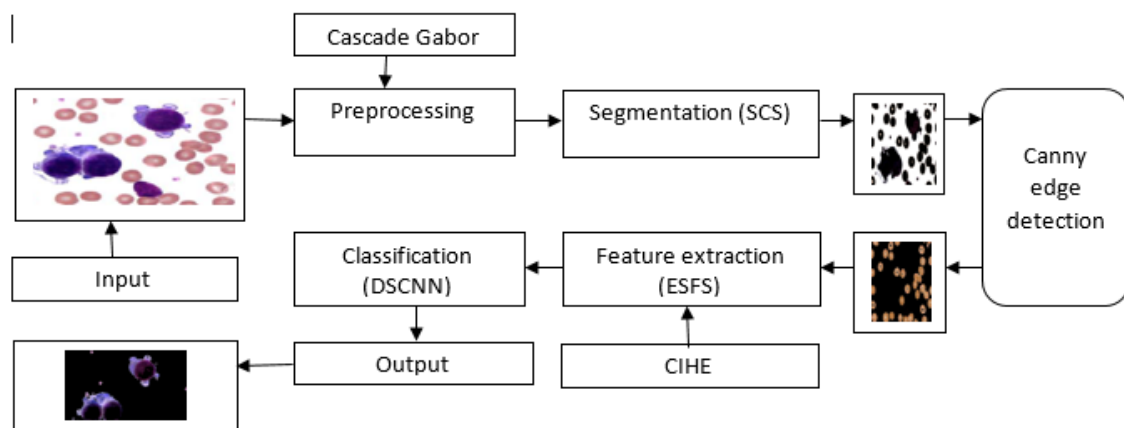 Cascade Gabor
Preprocessing
Segmentation (SCS)
Canny
edge
detection
Input
Classification
(DSCNN)
Feature extraction
(ESFS)
Output
CIHE